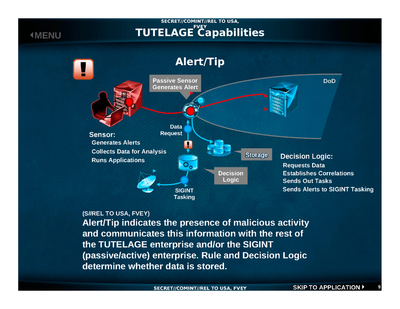 SECRET//COMINT//REL TO USA,
FVEY
MENU
TUTELAGE Capabilities
Alert/Tip
!
Passive Sensor
Generates Alert
DoD
Data
Request
Sensor:
Generates Alerts
Collects Data for Analysis
Runs Applications
!
Storage
Decision Logic:
Requests Data
Establishes Correlations
Sends Out Tasks
Sends Alerts to SIGINT Tasking
Decision
Logic
SIGINT
Tasking
(S//REL TO USA, FVEY)
Alert/Tip indicates the presence of malicious activity
and communicates this information with the rest of
the TUTELAGE enterprise and/or the SIGINT
(passive/active) enterprise. Rule and Decision Logic
determine whether data is stored.
SECRET//COMINT//REL TO USA, FVEY
SKIP TO APPLICATION
9